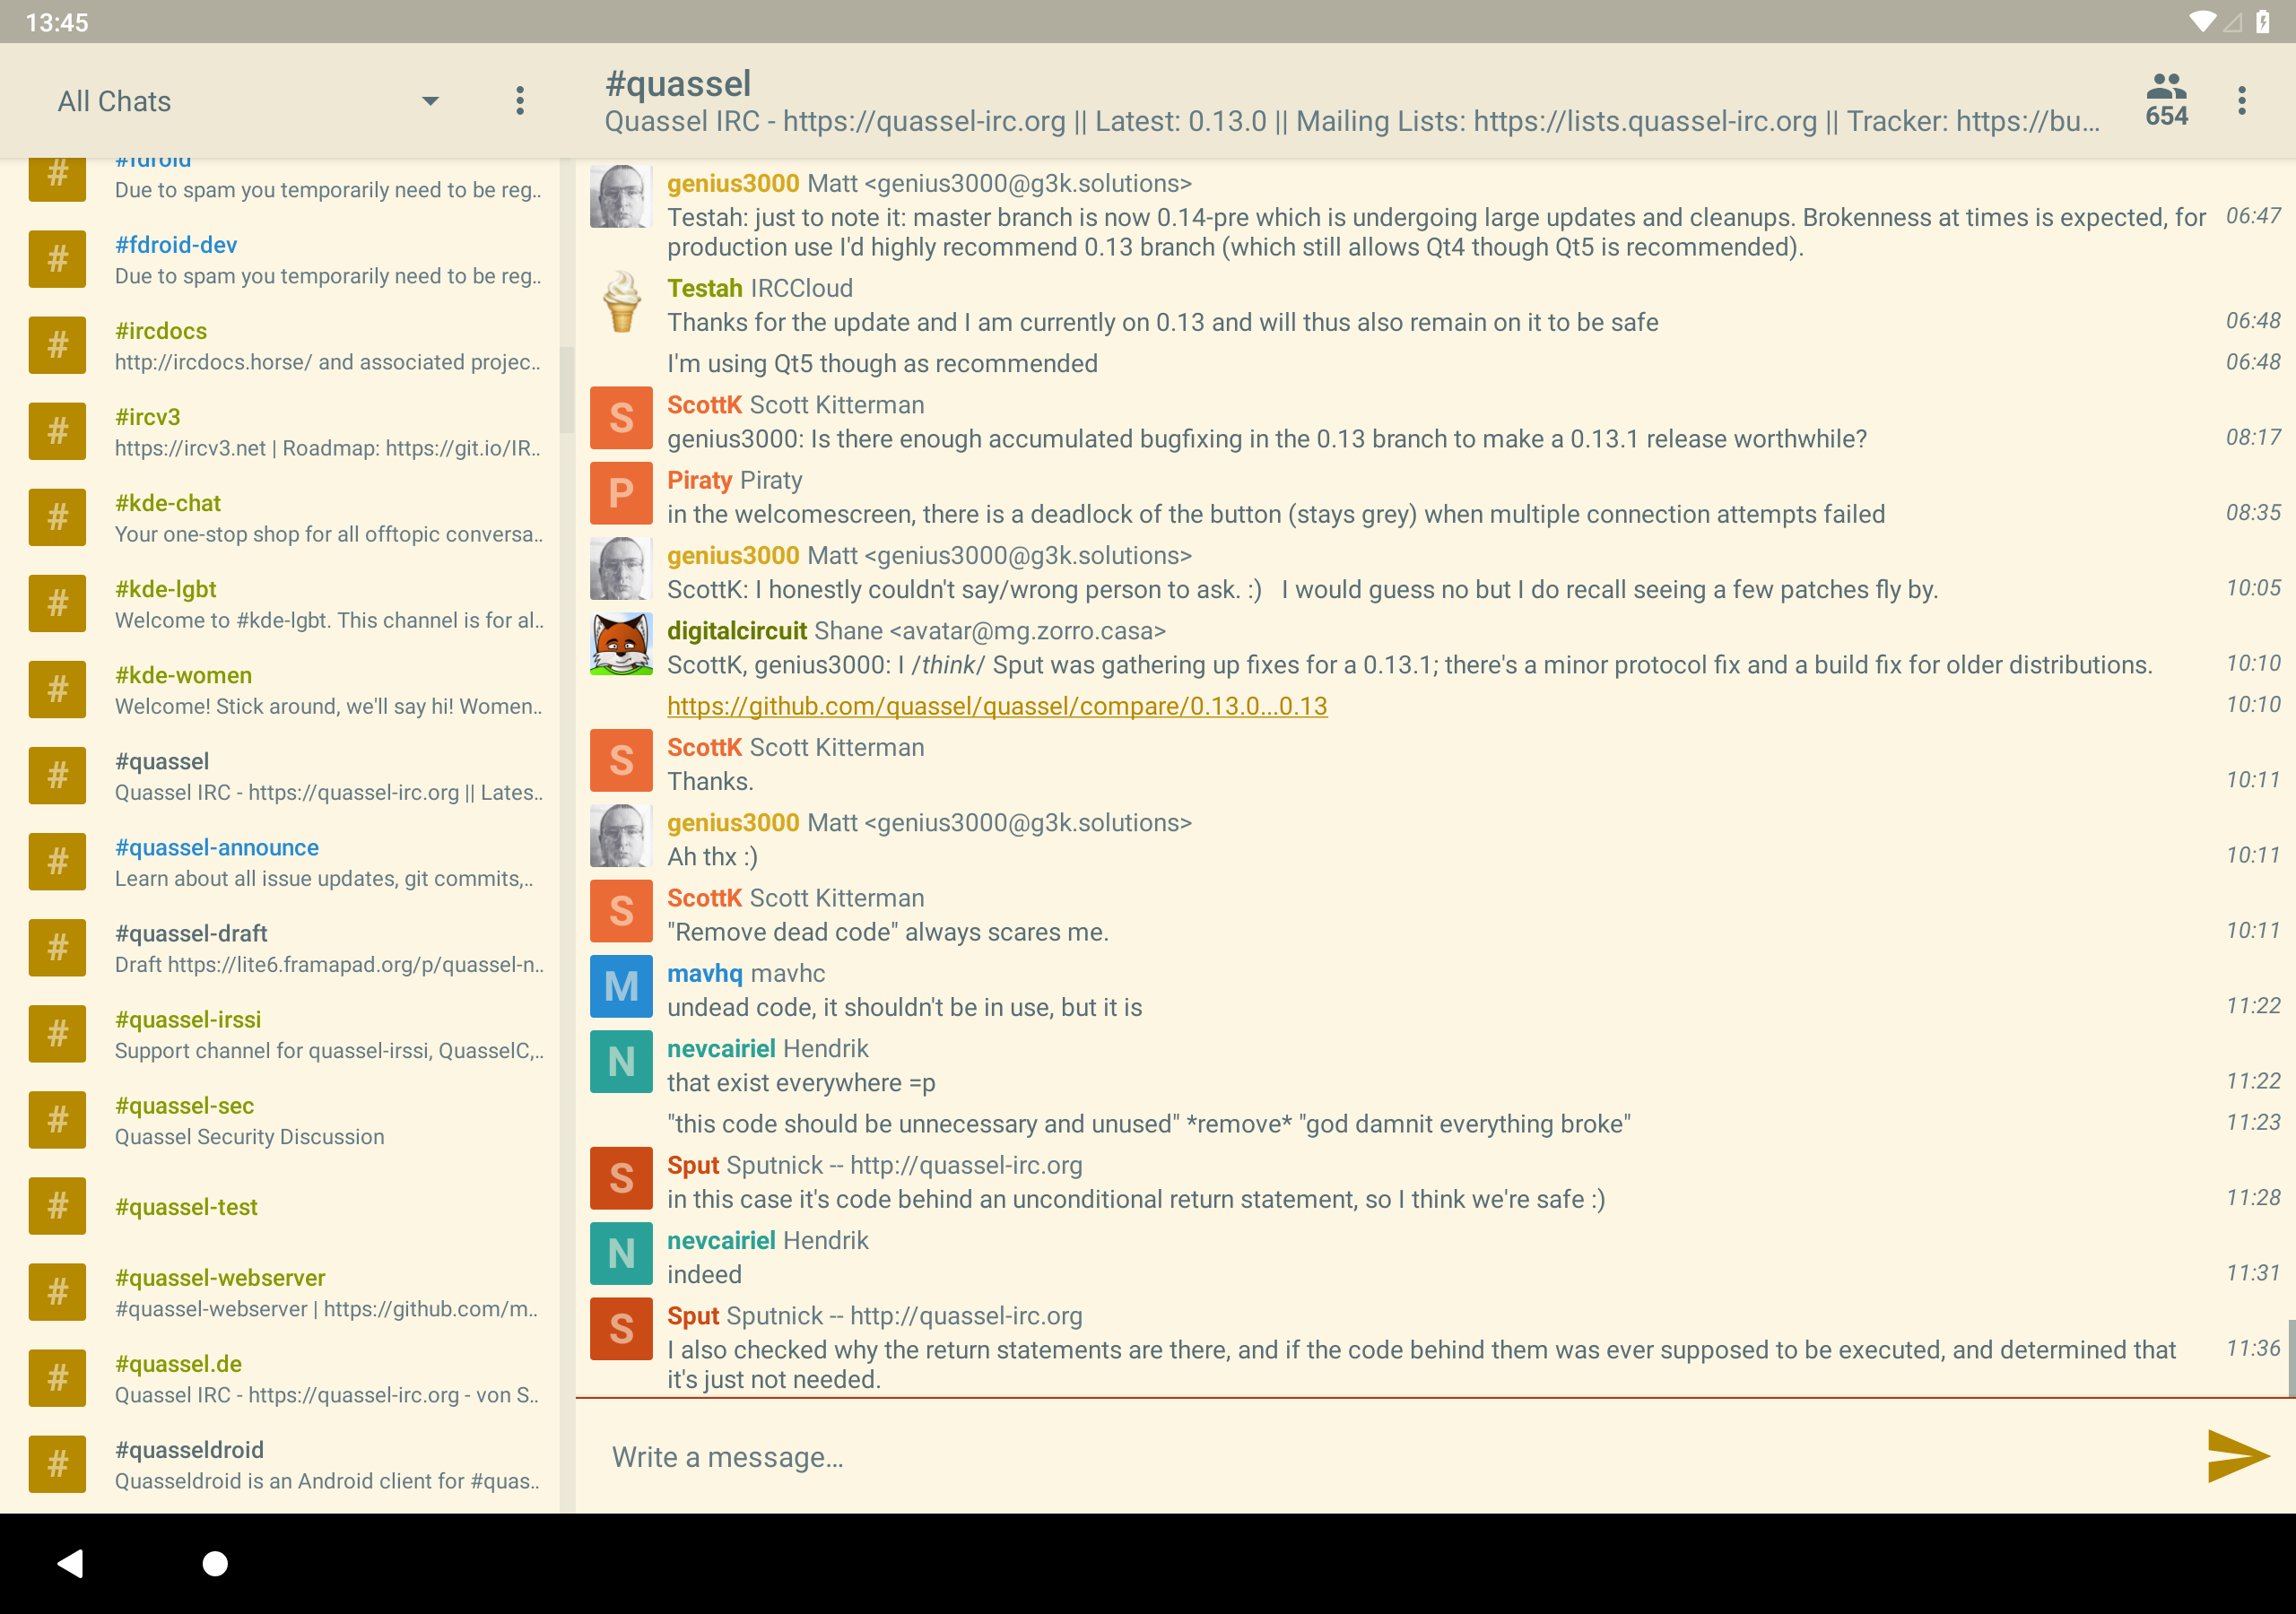 13:45
All Chats
#fdroid
Due to spam you temporarily need to be reg..
#
#fdroid-dev
Due to spam you temporarily need to be reg..
#
#ircdocs
http://ircdocs.horse/ and associated projec..
#
#ircv3
https://ircv3.net | Roadmap: https://git.io/IR..
#
#kde-chat
Your one-stop shop for all offtopic conversa..
#
#kde-lgbt
Welcome to #kde-lgbt. This channel is for al..
#
#kde-women
Welcome! Stick around, we'll say hi! Women..
#
#quassel
Quassel IRC - https://quassel-irc.org || Lates..
#
#quassel-announce
Learn about all issue updates, git commits,..
#
#quassel-draft
Draft https://lite6.framapad.org/p/quassel-n..
#
#quassel-irssi
Support channel for quassel-irssi, QuasselC,..
#
#quassel-sec
Quassel Security Discussion
#
#quassel-test
#
#quassel-webserver
#quassel-webserver | https://github.com/m..
#
#quassel.de
Quassel IRC - https://quassel-irc.org - von S..
#
#quasseldroid
Quasseldroid is an Android client for #quas..
#
#quassel
Quassel IRC - https://quassel-irc.org || Latest: 0.13.0 || Mailing Lists: https://lists.quassel-irc.org || Tracker: https://bu...
654
genius3000 Matt <genius3000@g3k.solutions>
Testah: just to note it: master branch is now 0.14-pre which is undergoing large updates and cleanups. Brokenness at times is expected, for 06:47
production use I'd highly recommend 0.13 branch (which still allows Qt4 though Qt5 is recommended).
Testah IRCCloud
Thanks for the update and I am currently on 0.13 and will thus also remain on it to be safe 06:48
I'm using Qt5 though as recommended 06:48
S
ScottK Scott Kitterman
genius3000: Is there enough accumulated bugfixing in the 0.13 branch to make a 0.13.1 release worthwhile? 08:17
P
Piraty Piraty
in the welcomescreen, there is a deadlock of the button (stays grey) when multiple connection attempts failed 08:35
genius3000 Matt <genius3000@g3k.solutions>
ScottK: I honestly couldn't say/wrong person to ask. :)   I would guess no but I do recall seeing a few patches fly by. 10:05
digitalcircuit Shane <avatar@mg.zorro.casa>
ScottK, genius3000: I /think/ Sput was gathering up fixes for a 0.13.1; there's a minor protocol fix and a build fix for older distributions. 10:10
https://github.com/quassel/quassel/compare/0.13.0...0.13 10:10
S
ScottK Scott Kitterman
Thanks. 10:11
genius3000 Matt <genius3000@g3k.solutions>
Ah thx :) 10:11
S
ScottK Scott Kitterman
"Remove dead code" always scares me. 10:11
M
mavhq mavhc
undead code, it shouldn't be in use, but it is 11:22
N
nevcairiel Hendrik
that exist everywhere =p 11:22
"this code should be unnecessary and unused" *remove* "god damnit everything broke" 11:23
S
Sput Sputnick -- http://quassel-irc.org
in this case it's code behind an unconditional return statement, so I think we're safe :) 11:28
N
nevcairiel Hendrik
indeed 11:31
S
Sput Sputnick -- http://quassel-irc.org
I also checked why the return statements are there, and if the code behind them was ever supposed to be executed, and determined that 11:36
it's just not needed.
Write a message…